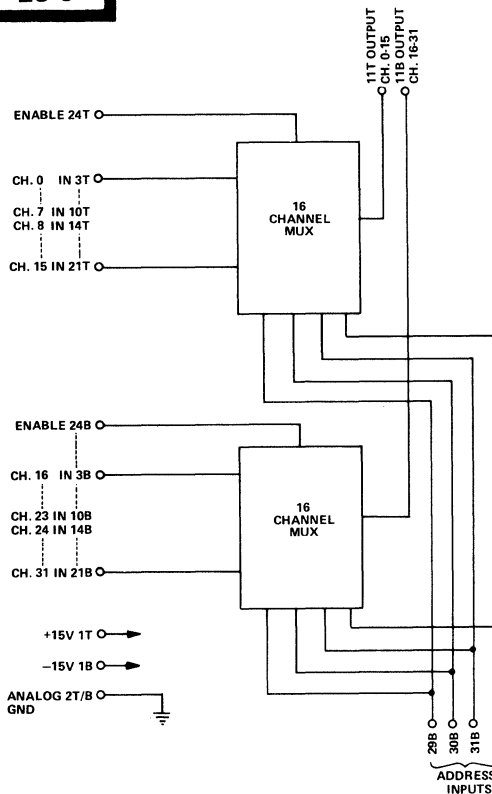 11T OUTPUT
CH. 0-15
11B OUTPUT
CH. 16-31
ENABLE 24T
CH. 0 IN 3T
CH. 7 IN 10T
CH. 8 IN 14T
CH. 15 IN 21T
16
CHANNEL
MUX
ENABLE 24B
CH. 16 IN 3B
CH. 23 IN 10B
CH. 24 IN 14B
CH. 31 IN 21B
16
CHANNEL
MUX
+15V 1T
−15V 1B
ANALOG 2T/B
GND
29B
30B
31B
ADDRESS
INPUTS